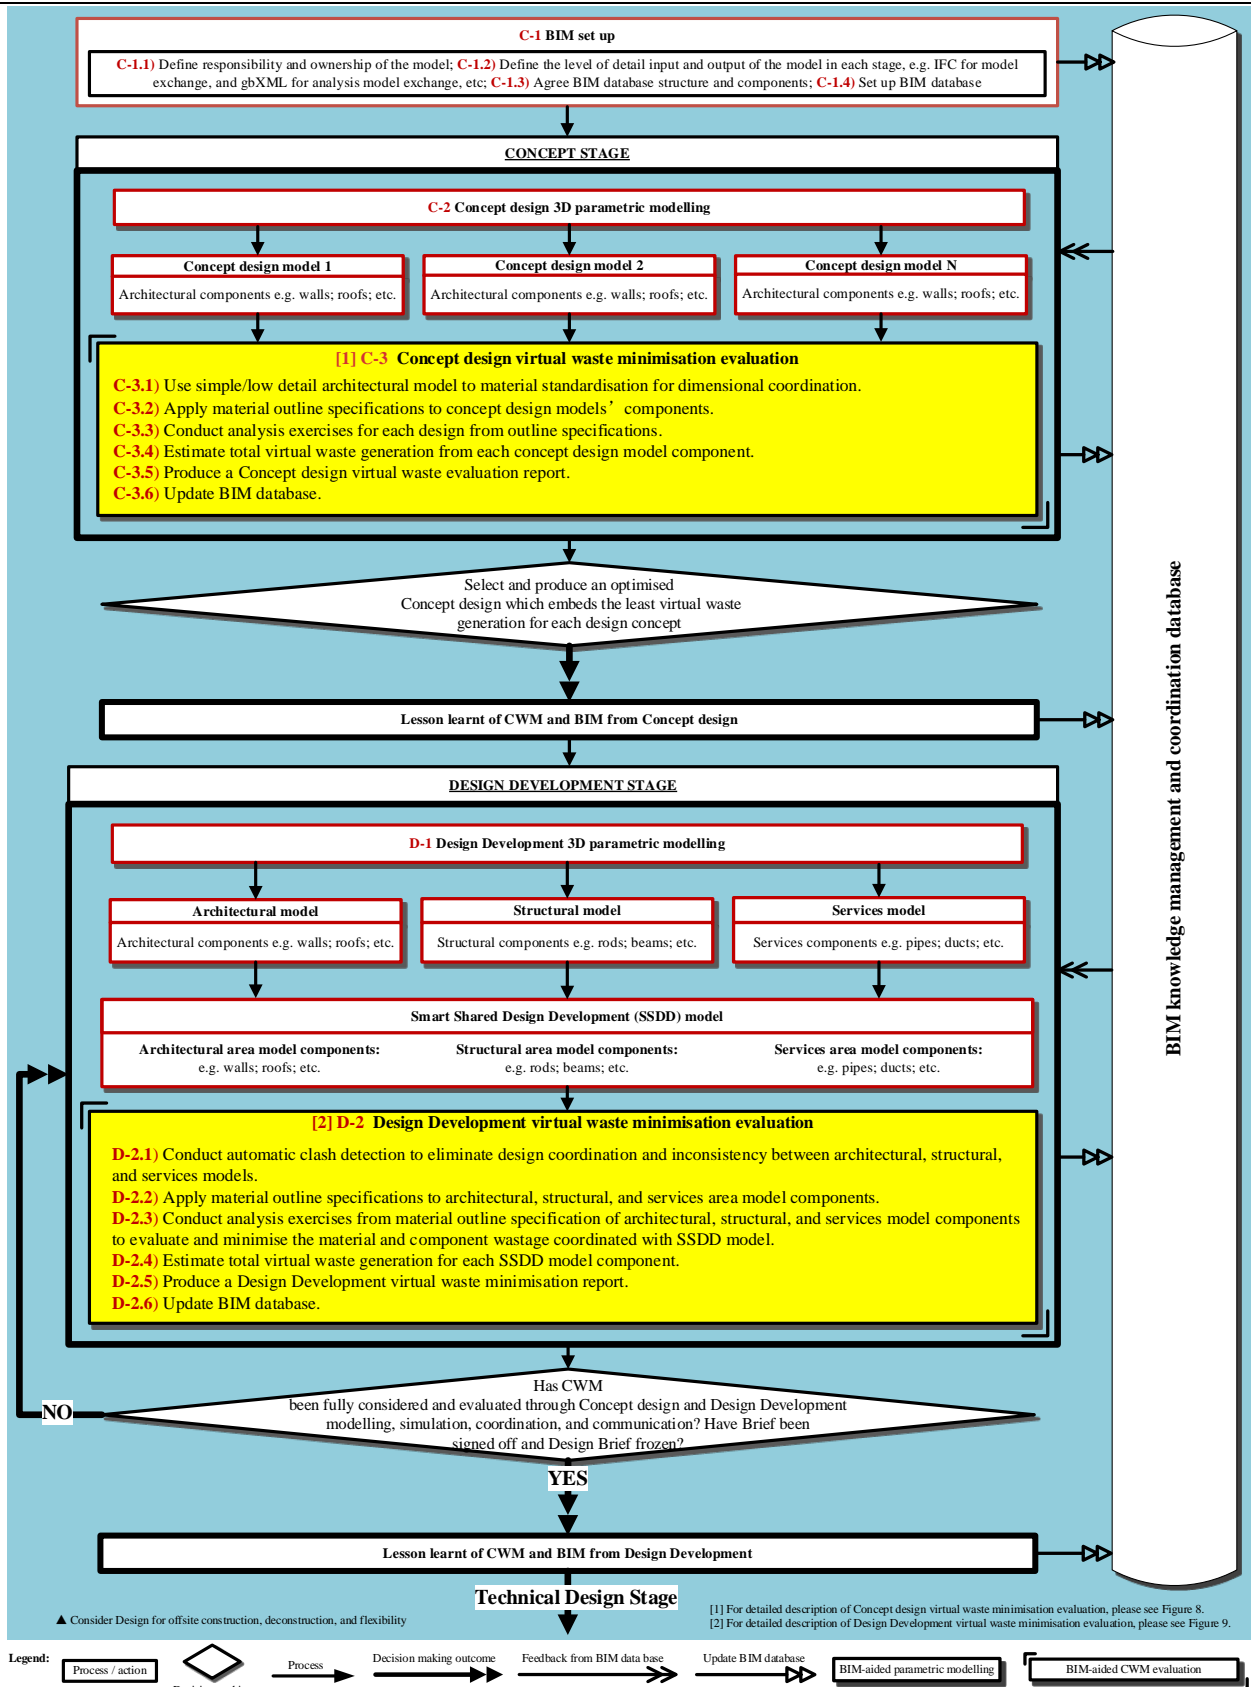 C-1 BIM set up
C-1.1) Define responsibility and ownership of the model; C-1.2) Define the level of detail input and output of the model in each stage, e.g. IFC for model
exchange, and gbXML for analysis model exchange, etc; C-1.3) Agree BIM database structure and components; C-1.4) Set up BIM database
CONCEPT STAGE
C-2 Concept design 3D parametric modelling
Concept design model 1
Architectural components e.g. walls; roofs; etc.
Concept design model 2
Architectural components e.g. walls; roofs; etc.
Concept design model N
Architectural components e.g. walls; roofs; etc.
[1] C-3 Concept design virtual waste minimisation evaluation
C-3.1) Use simple/low detail architectural model to material standardisation for dimensional coordination.
C-3.2) Apply material outline specifications to concept design models’ components.
C-3.3) Conduct analysis exercises for each design from outline specifications.
C-3.4) Estimate total virtual waste generation from each concept design model component.
C-3.5) Produce a Concept design virtual waste evaluation report.
C-3.6) Update BIM database.
Select and produce an optimised
Concept design which embeds the least virtual waste
generation for each design concept
Lesson learnt of CWM and BIM from Concept design
DESIGN DEVELOPMENT STAGE
D-1 Design Development 3D parametric modelling
Architectural model
Architectural components e.g. walls; roofs; etc.
Structural model
Structural components e.g. rods; beams; etc.
Services model
Services components e.g. pipes; ducts; etc.
Smart Shared Design Development (SSDD) model
Architectural area model components:
e.g. walls; roofs; etc.
Structural area model components:
e.g. rods; beams; etc.
Services area model components:
e.g. pipes; ducts; etc.
[2] D-2 Design Development virtual waste minimisation evaluation
D-2.1) Conduct automatic clash detection to eliminate design coordination and inconsistency between architectural, structural,
and services models.
D-2.2) Apply material outline specifications to architectural, structural, and services area model components.
D-2.3) Conduct analysis exercises from material outline specification of architectural, structural, and services model components
to evaluate and minimise the material and component wastage coordinated with SSDD model.
D-2.4) Estimate total virtual waste generation for each SSDD model component.
D-2.5) Produce a Design Development virtual waste minimisation report.
D-2.6) Update BIM database.
Has CWM
been fully considered and evaluated through Concept design and Design Development
modelling, simulation, coordination, and communication? Have Brief been
signed off and Design Brief frozen?
NO
YES
Lesson learnt of CWM and BIM from Design Development
Technical Design Stage
BIM knowledge management and coordination database
▲ Consider Design for offsite construction, deconstruction, and flexibility
[1] For detailed description of Concept design virtual waste minimisation evaluation, please see Figure 8.
[2] For detailed description of Design Development virtual waste minimisation evaluation, please see Figure 9.
Legend:
Process / action
Process
Decision making outcome
Feedback from BIM data base
Update BIM database
BIM-aided parametric modelling
BIM-aided CWM evaluation